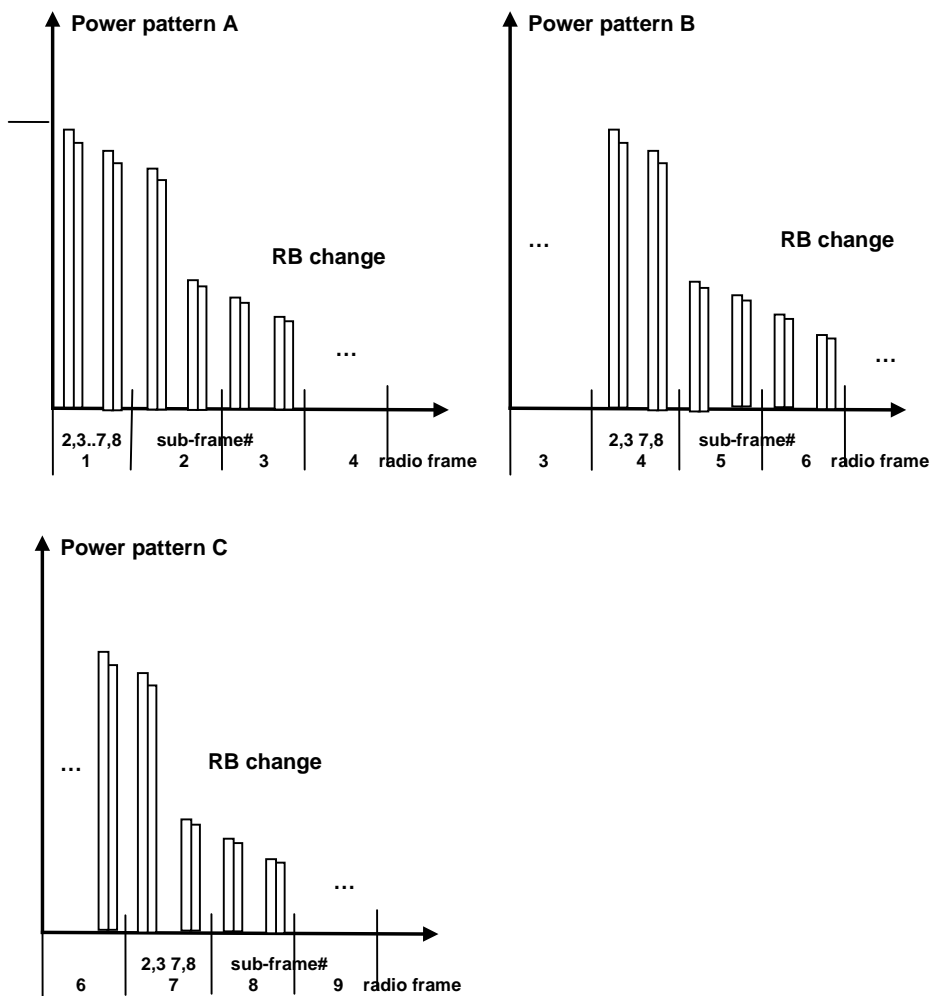 Power pattern A
RB change
...
2,3..7,8 sub-frame#
1 2 3 4 radio frame
Power pattern B
...
RB change
...
2,3 7,8 sub-frame#
3 4 5 6 radio frame
Power pattern C
...
RB change
...
2,3 7,8 sub-frame#
6 7 8 9 radio frame